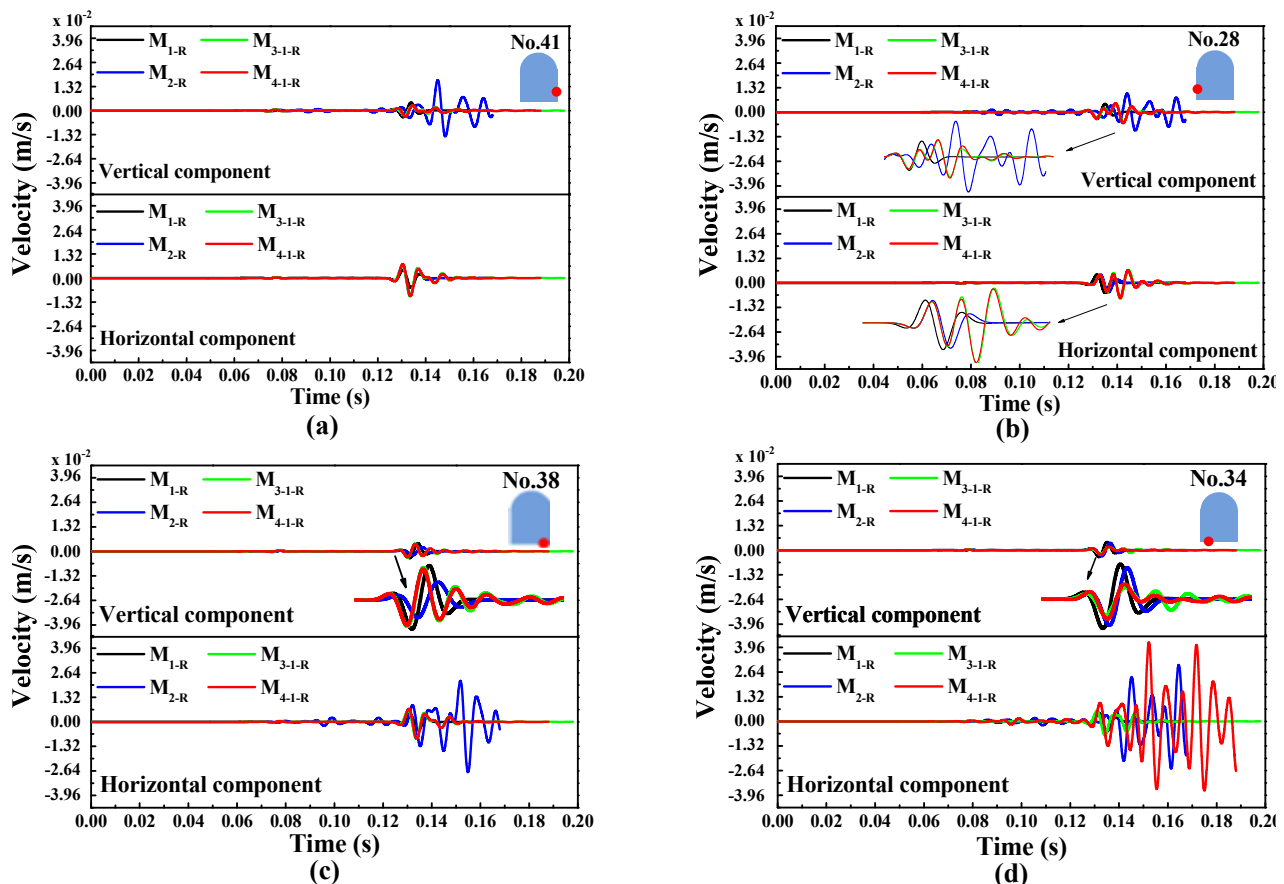 x 10⁻²
3.96
2.64
1.32
0.00
-1.32
-2.64
-3.96
M1-R M3-1-R
M2-R M4-1-R
No.41
Vertical component
3.96
2.64
1.32
0.00
-1.32
-2.64
-3.96
M1-R M3-1-R
M2-R M4-1-R
Horizontal component
Velocity (m/s)
0.00 0.02 0.04 0.06 0.08 0.10 0.12 0.14 0.16 0.18 0.20
Time (s)
(a)
x 10⁻²
3.96
2.64
1.32
0.00
-1.32
-2.64
-3.96
M1-R M3-1-R
M2-R M4-1-R
No.28
Vertical component
3.96
2.64
1.32
0.00
-1.32
-2.64
-3.96
M1-R M3-1-R
M2-R M4-1-R
Horizontal component
Velocity (m/s)
0.00 0.02 0.04 0.06 0.08 0.10 0.12 0.14 0.16 0.18 0.20
Time (s)
(b)
x 10⁻²
3.96
2.64
1.32
0.00
-1.32
-2.64
-3.96
M1-R M3-1-R
M2-R M4-1-R
No.38
Vertical component
3.96
2.64
1.32
0.00
-1.32
-2.64
-3.96
M1-R M3-1-R
M2-R M4-1-R
Horizontal component
Velocity (m/s)
0.00 0.02 0.04 0.06 0.08 0.10 0.12 0.14 0.16 0.18 0.20
Time (s)
(c)
x 10⁻²
3.96
2.64
1.32
0.00
-1.32
-2.64
-3.96
M1-R M3-1-R
M2-R M4-1-R
No.34
Vertical component
3.96
2.64
1.32
0.00
-1.32
-2.64
-3.96
M1-R M3-1-R
M2-R M4-1-R
Horizontal component
Velocity (m/s)
0.00 0.02 0.04 0.06 0.08 0.10 0.12 0.14 0.16 0.18 0.20
Time (s)
(d)